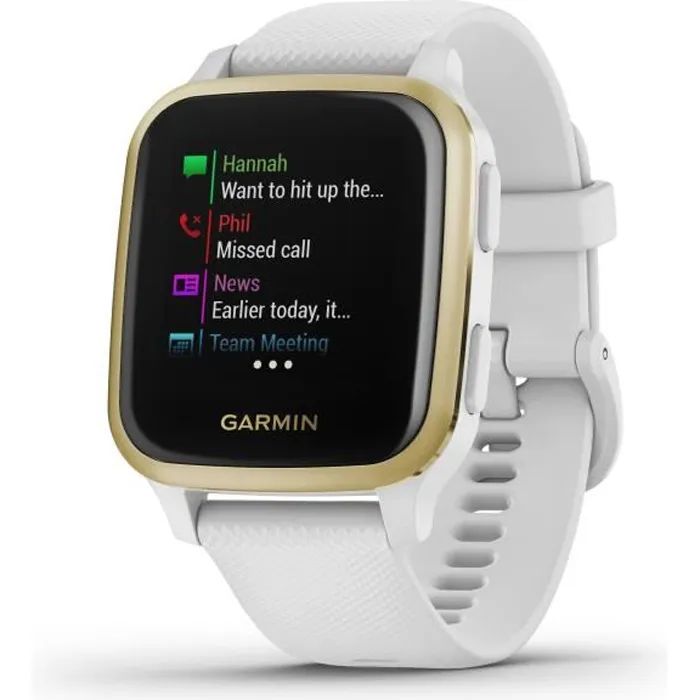 Hannah
Want to hit up the...
Phil
Missed call
News
Earlier today, it...
Team Meeting
GARMIN